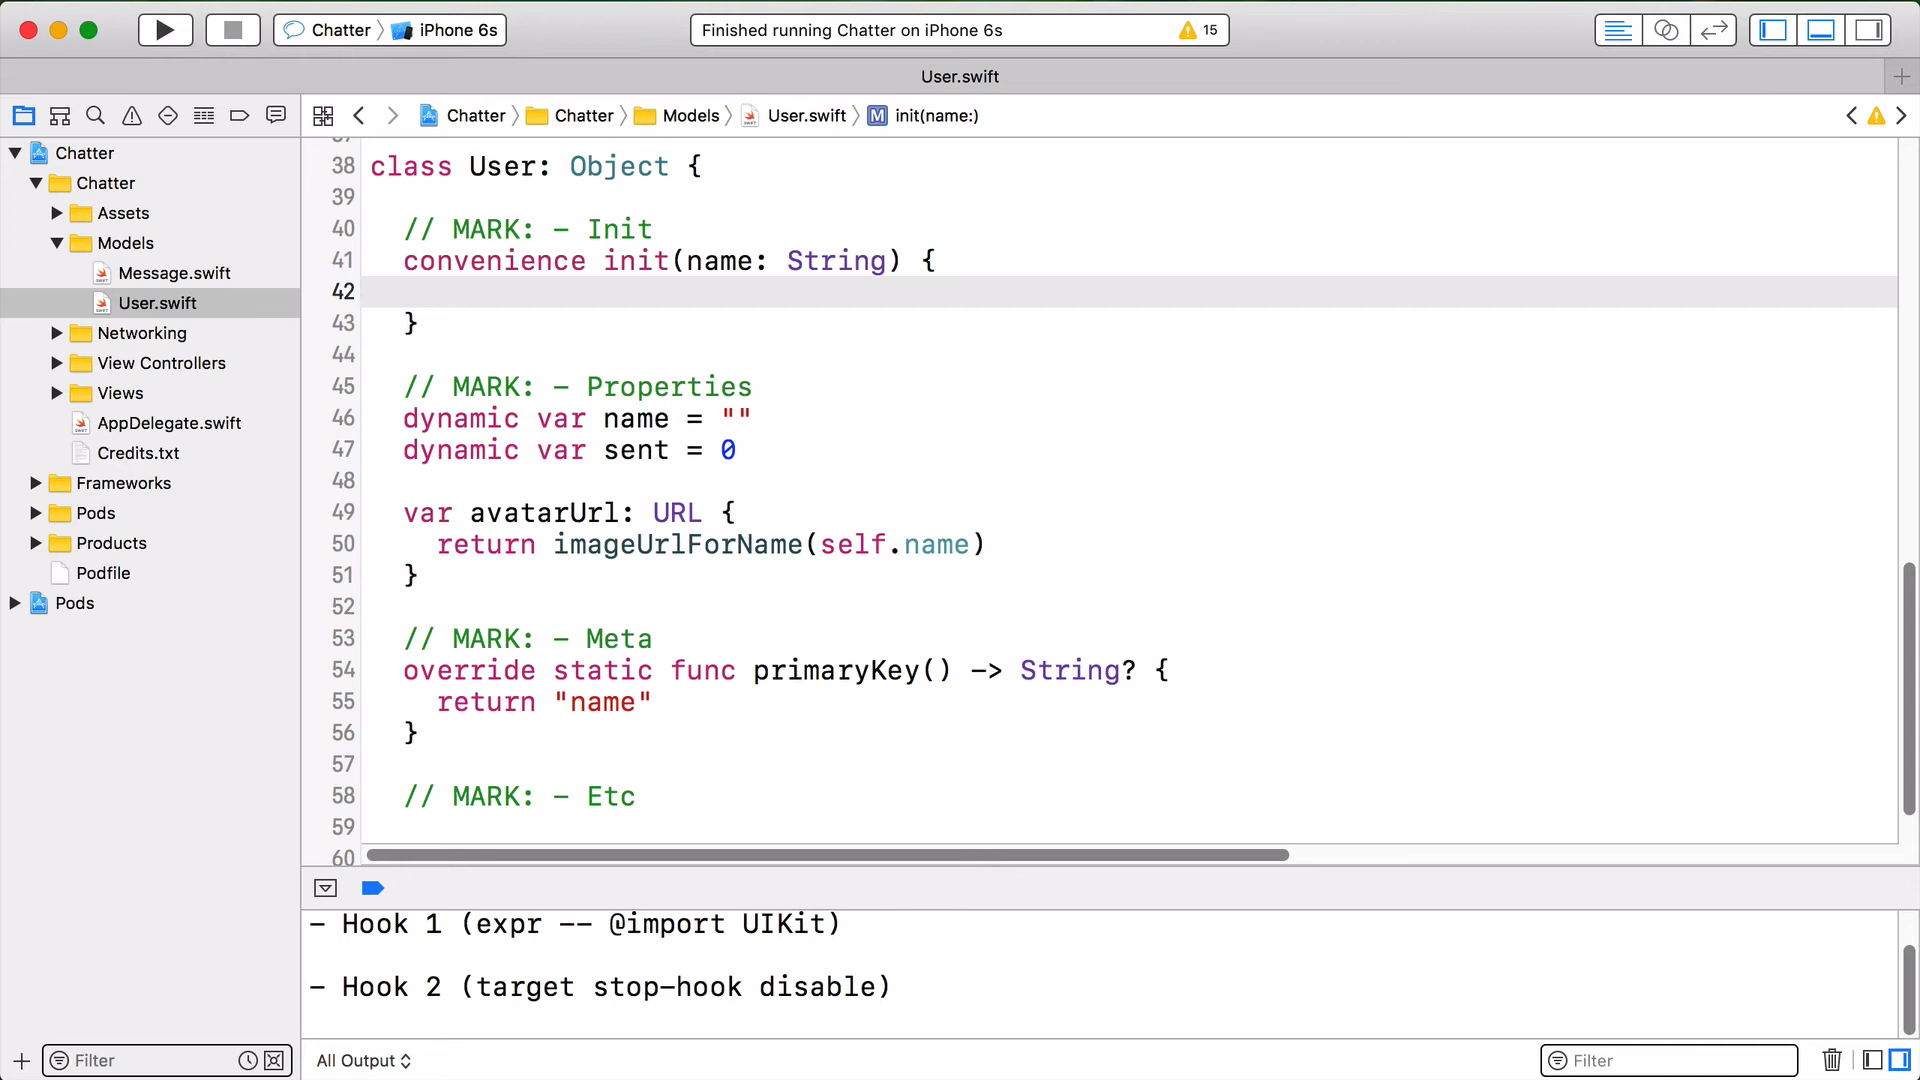 Chatter 〉 iPhone 6s
Finished running Chatter on iPhone 6s
15
User.swift
Chatter 〉 Chatter 〉 Models 〉 User.swift 〉 M init(name:)
Chatter
Chatter
Assets
Models
Message.swift
User.swift
Networking
View Controllers
Views
AppDelegate.swift
Credits.txt
Frameworks
Pods
Products
Podfile
Pods
Filter
37
38 class User: Object {
39
40 // MARK: - Init
41 convenience init(name: String) {
42
43 }
44
45 // MARK: - Properties
46 dynamic var name = ""
47 dynamic var sent = 0
48
49 var avatarUrl: URL {
50 return imageUrlForName(self.name)
51 }
52
53 // MARK: - Meta
54 override static func primaryKey() -> String? {
55 return "name"
56 }
57
58 // MARK: - Etc
59
60
- Hook 1 (expr -- @import UIKit)
- Hook 2 (target stop-hook disable)
All Output
Filter